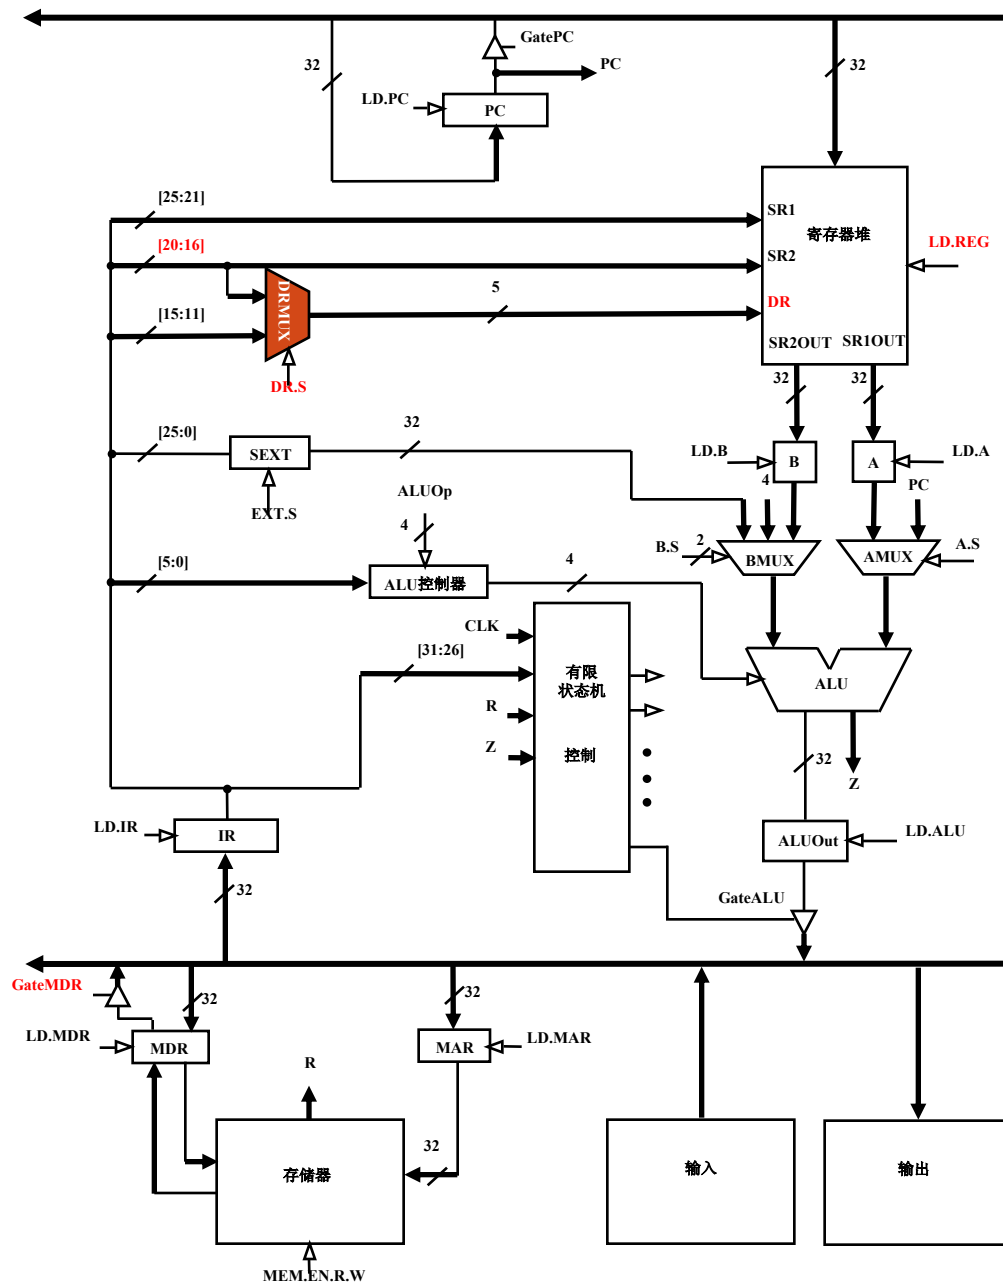 GatePC
32
PC
32
LD.PC
PC
[25:21]
SR1
寄存器堆
[20:16]
SR2
LD.REG
DRMUX
5
DR
[15:11]
SR2OUT
SR1OUT
DR.S
32
32
[25:0]
32
SEXT
LD.B
B
A
LD.A
EXT.S
ALUOp
4
PC
4
B.S
2
BMUX
AMUX
A.S
[5:0]
ALU控制器
4
CLK
[31:26]
有限
状态机
ALU
R
Z
控制
32
Z
LD.IR
IR
ALUOut
LD.ALU
32
GateALU
GateMDR
32
32
LD.MDR
MDR
MAR
LD.MAR
R
32
存储器
输入
输出
MEM.EN.R.W